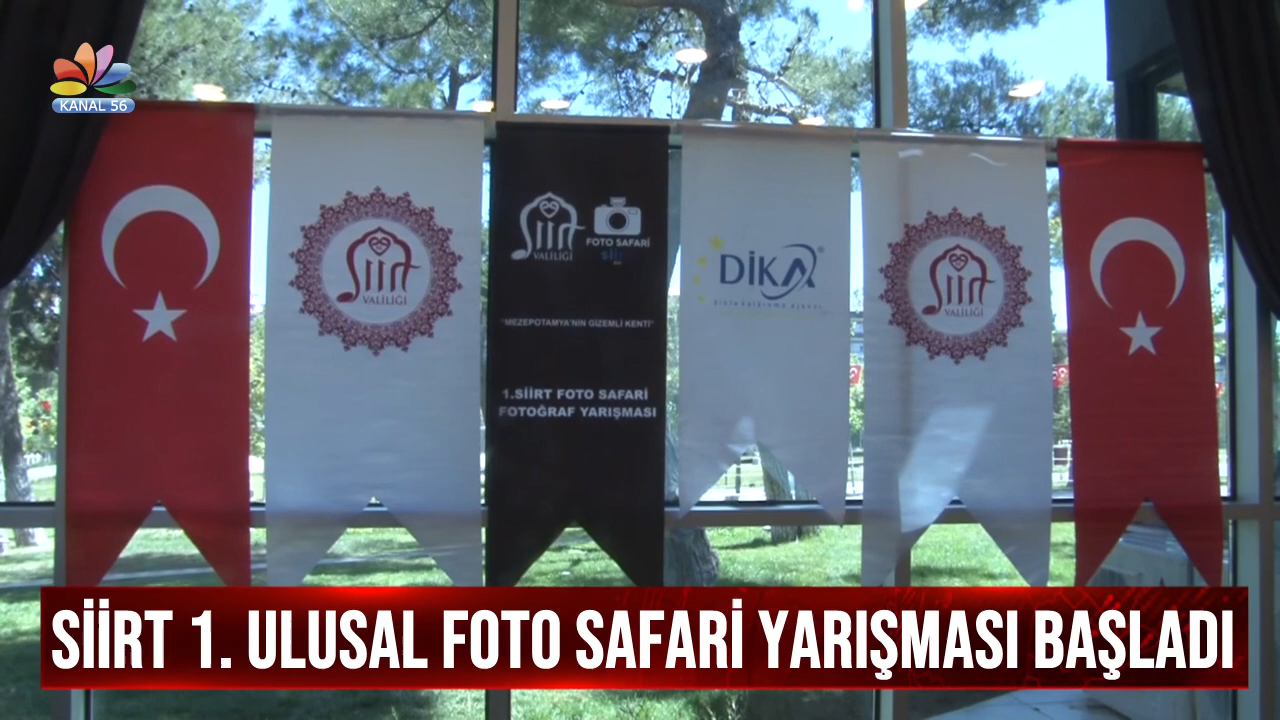 KANAL 56
Siirt
VALİLİĞİ
Siirt
VALİLİĞİ
FOTO SAFARİ
"MEZEPOTAMYA'NIN GİZEMLİ KENTİ"
1.SİİRT FOTO SAFARİ
FOTOĞRAF YARIŞMASI
DİKA®
Siirt
VALİLİĞİ
SİİRT 1. ULUSAL FOTO SAFARİ YARIŞMASI BAŞLADI